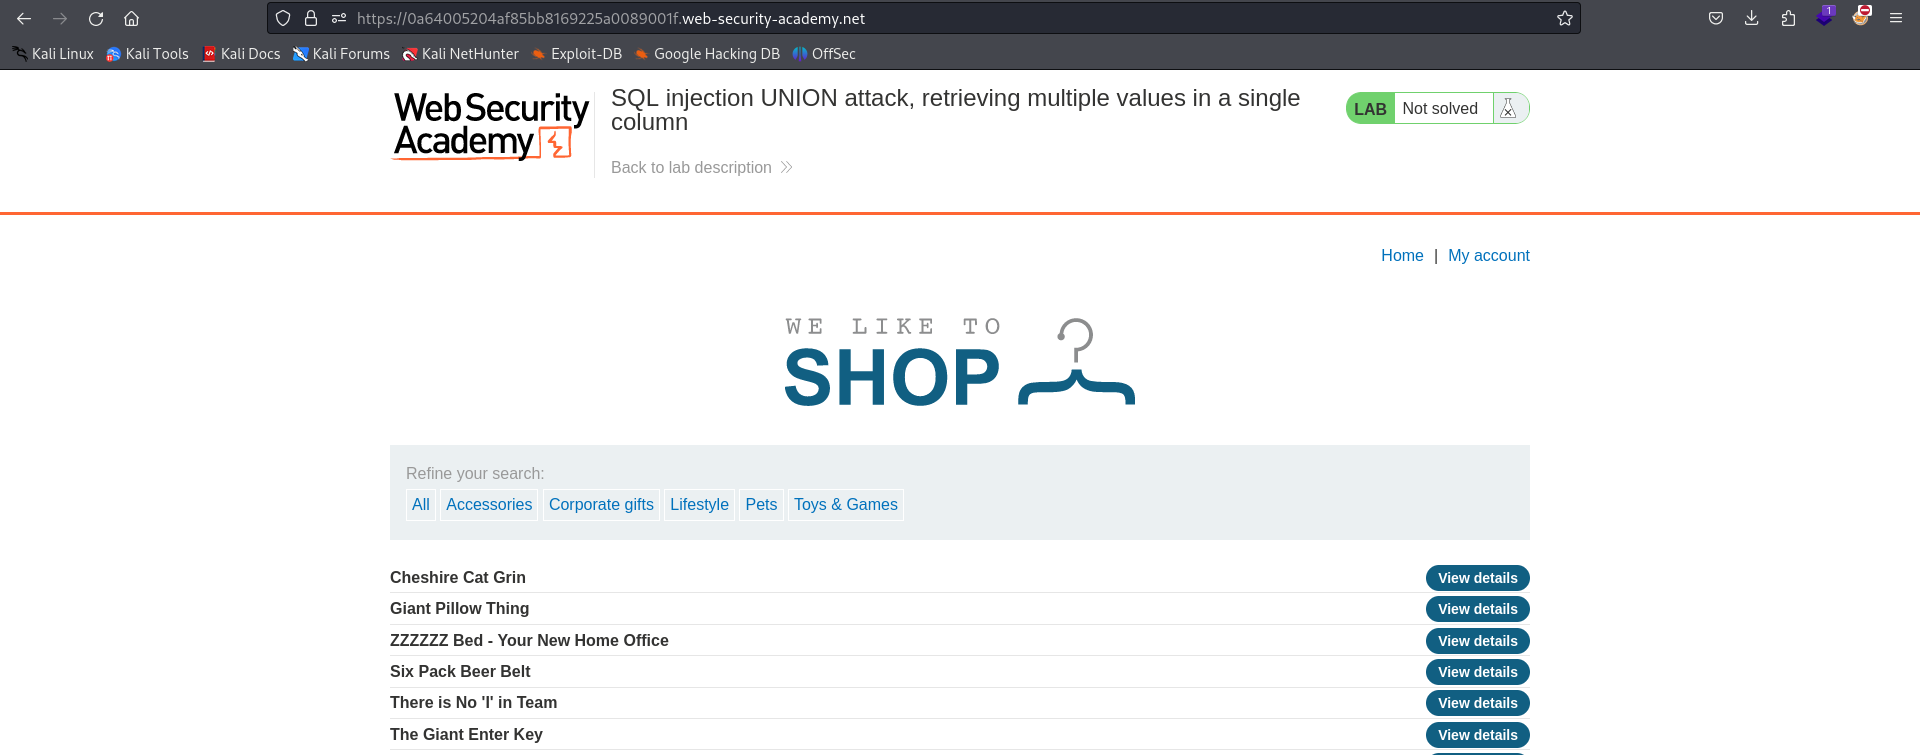 https://0a64005204af85bb8169225a0089001f.web-security-academy.net
1
Kali Linux Kali Tools Kali Docs Kali Forums Kali NetHunter Exploit-DB Google Hacking DB OffSec
Web Security
Academy
SQL injection UNION attack, retrieving multiple values in a single
column
LAB Not solved
Back to lab description
Home | My account
WE LIKE TO
SHOP
Refine your search:
All Accessories Corporate gifts Lifestyle Pets Toys & Games
Cheshire Cat Grin View details
Giant Pillow Thing View details
ZZZZZZ Bed - Your New Home Office View details
Six Pack Beer Belt View details
There is No 'I' in Team View details
The Giant Enter Key View details